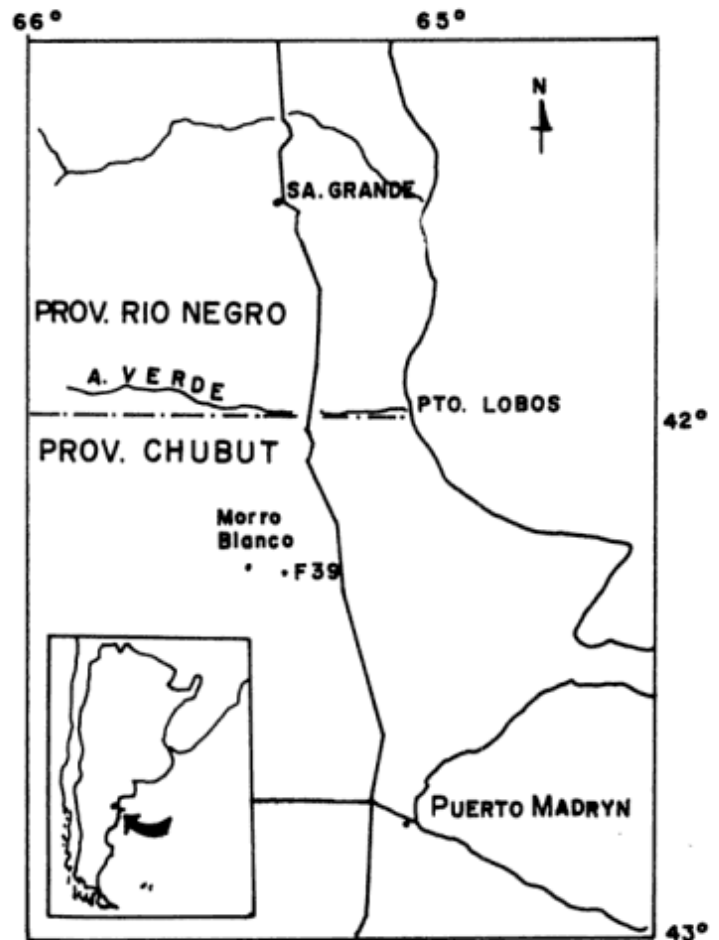 66°
65°
N
SA. GRANDE
PROV. RIO NEGRO
A. VERDE
PTO. LOBOS
42°
PROV. CHUBUT
Morro
Blanco
F39
PUERTO MADRYN
43°